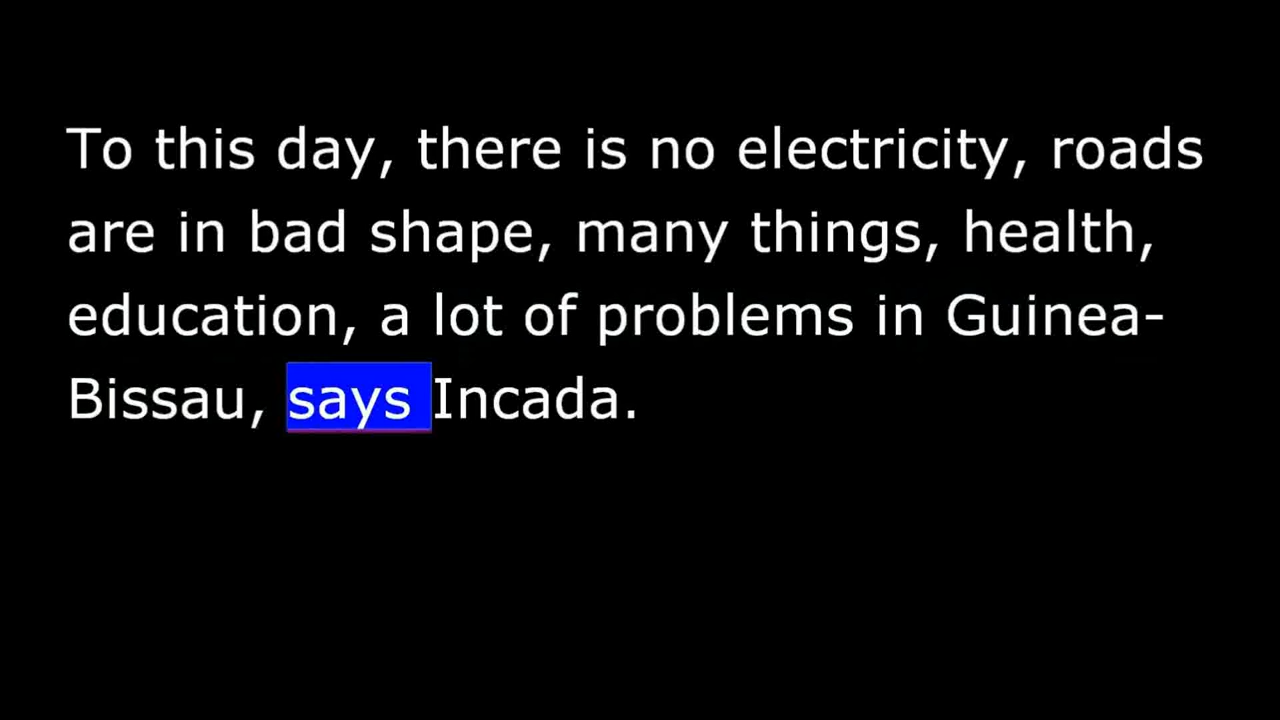 To this day, there is no electricity, roads
are in bad shape, many things, health,
education, a lot of problems in Guinea-
Bissau, says Incada.